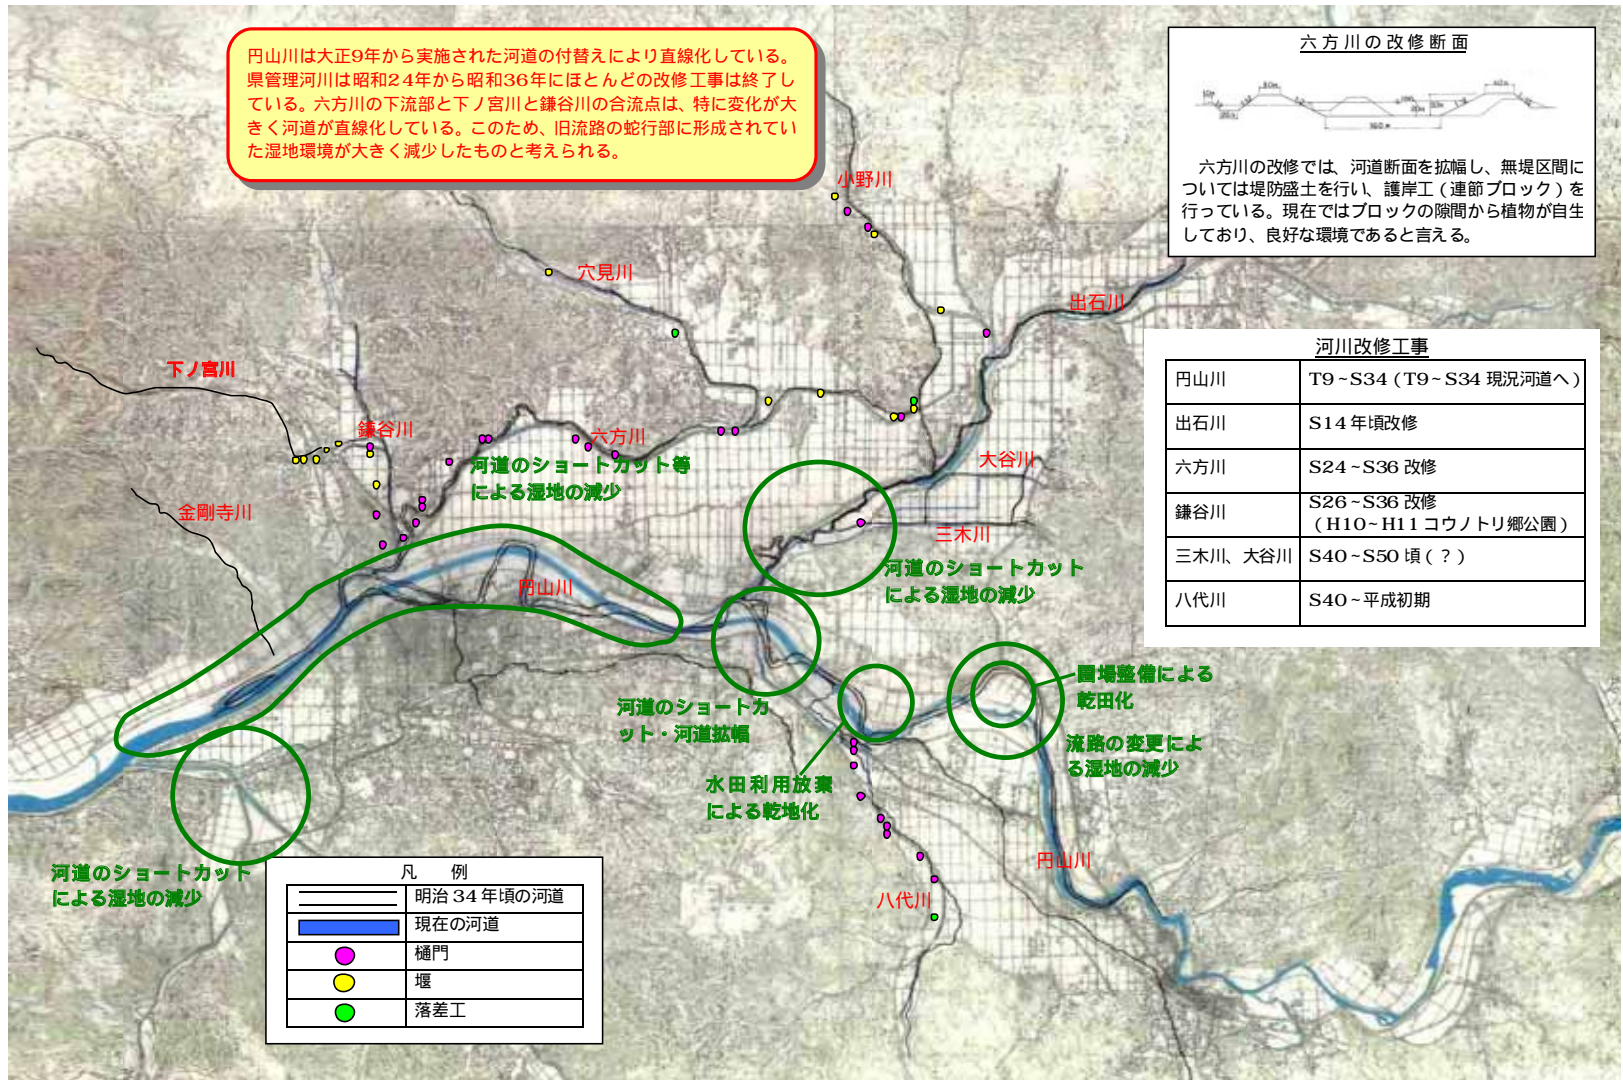 円山川は大正9年から実施された河道の付替えにより直線化している。
県管理河川は昭和24年から昭和36年にほとんどの改修工事は終了し
ている。六方川の下流部と下ノ宮川と鎌谷川の合流点は、特に変化が大
きく河道が直線化している。このため、旧流路の蛇行部に形成されてい
た湿地環境が大きく減少したものと考えられる。
六方川の改修断面
160m
六方川の改修では、河道断面を拡幅し、無堤区間に
ついては堤防盛土を行い、護岸工(連節ブロック)を
行っている。現在ではブロックの隙間から植物が自生
しており、良好な環境であると言える。
小野川
穴見川
出石川
下ノ宮川
鎌谷川
六方川
河道のショートカット等
による湿地の減少
大谷川
金剛寺川
三木川
河道のショートカット
による湿地の減少
円山川
河道のショートカ
ット・河道拡幅
圃場整備による
乾田化
流路の変更によ
る湿地の減少
水田利用放棄
による乾地化
円山川
八代川
河道のショートカット
による湿地の減少
河川改修工事
円山川 T9~S34(T9~S34 現況河道へ)
出石川 S14年頃改修
六方川 S24~S36 改修
鎌谷川 S26~S36 改修
(H10~H11 コウノトリ郷公園)
三木川、大谷川 S40~S50 頃(?)
八代川 S40~平成初期
凡 例
明治34年頃の河道
現在の河道
樋門
堰
落差工